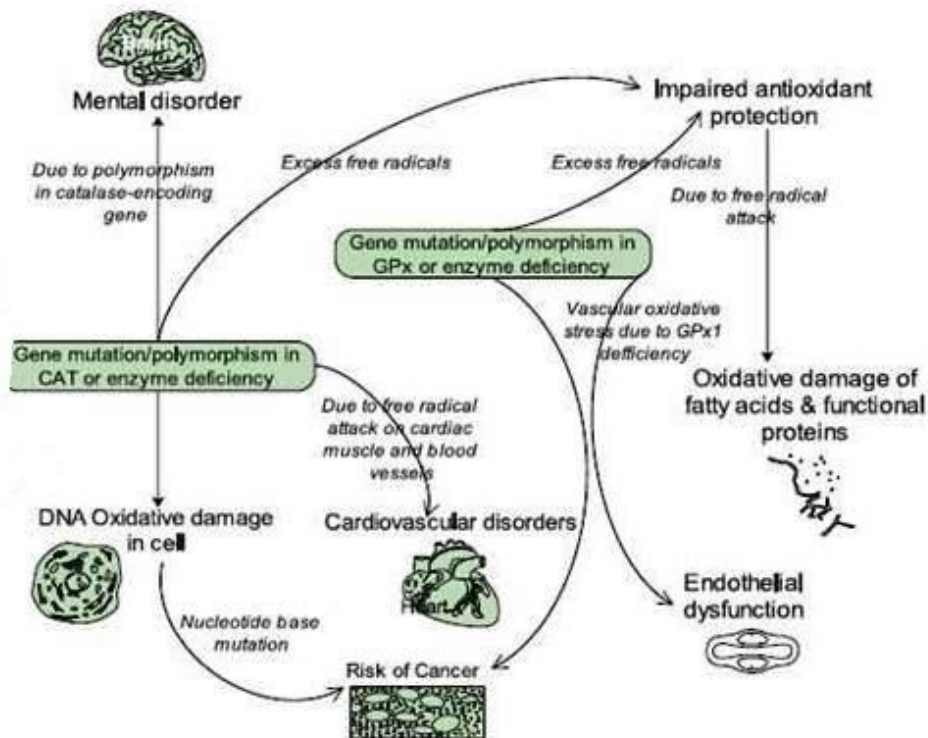 Mental disorder
Due to polymorphism
in catalase-encoding
gene
Excess free radicals
Impaired antioxidant
protection
Excess free radicals
Due to free radical
attack
Gene mutation/polymorphism in
GPx or enzyme deficiency
Vascular oxidative
stress due to GPx1
defficiency
Gene mutation/polymorphism in
CAT or enzyme deficiency
Due to free radical
attack on cardiac
muscle and blood
vessels
Oxidative damage of
fatty acids & functional
proteins
DNA Oxidative damage
in cell
Cardiovascular disorders
Heart
Endothelial
dysfunction
Nucleotide base
mutation
Risk of Cancer